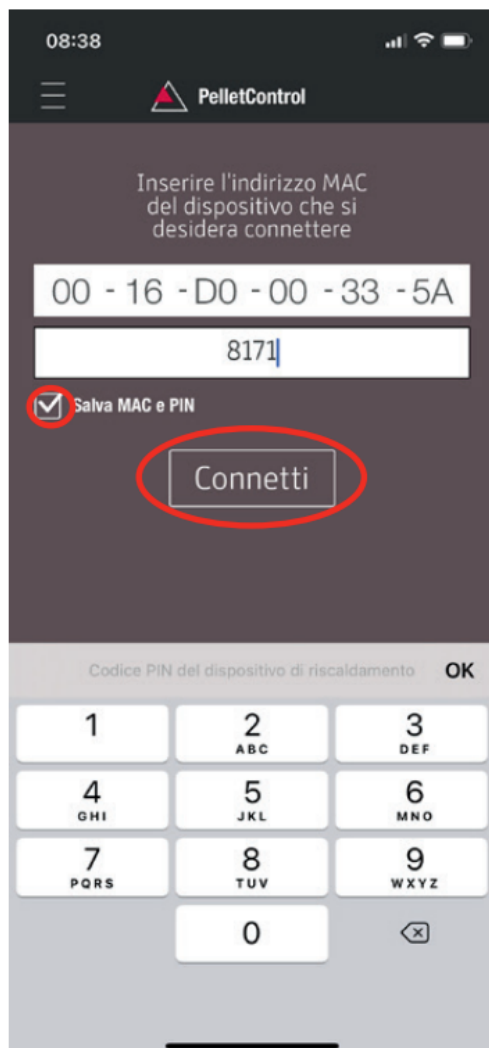 08:38
PelletControl
Inserire l'indirizzo MAC
del dispositivo che si
desidera connettere
00 - 16 - D0 - 00 - 33 - 5A
8171
Salva MAC e PIN
Connetti
Codice PIN del dispositivo di riscaldamento OK
1 2 3
ABC DEF
4 5 6
GHI JKL MNO
7 8 9
PQRS TUV WXYZ
0